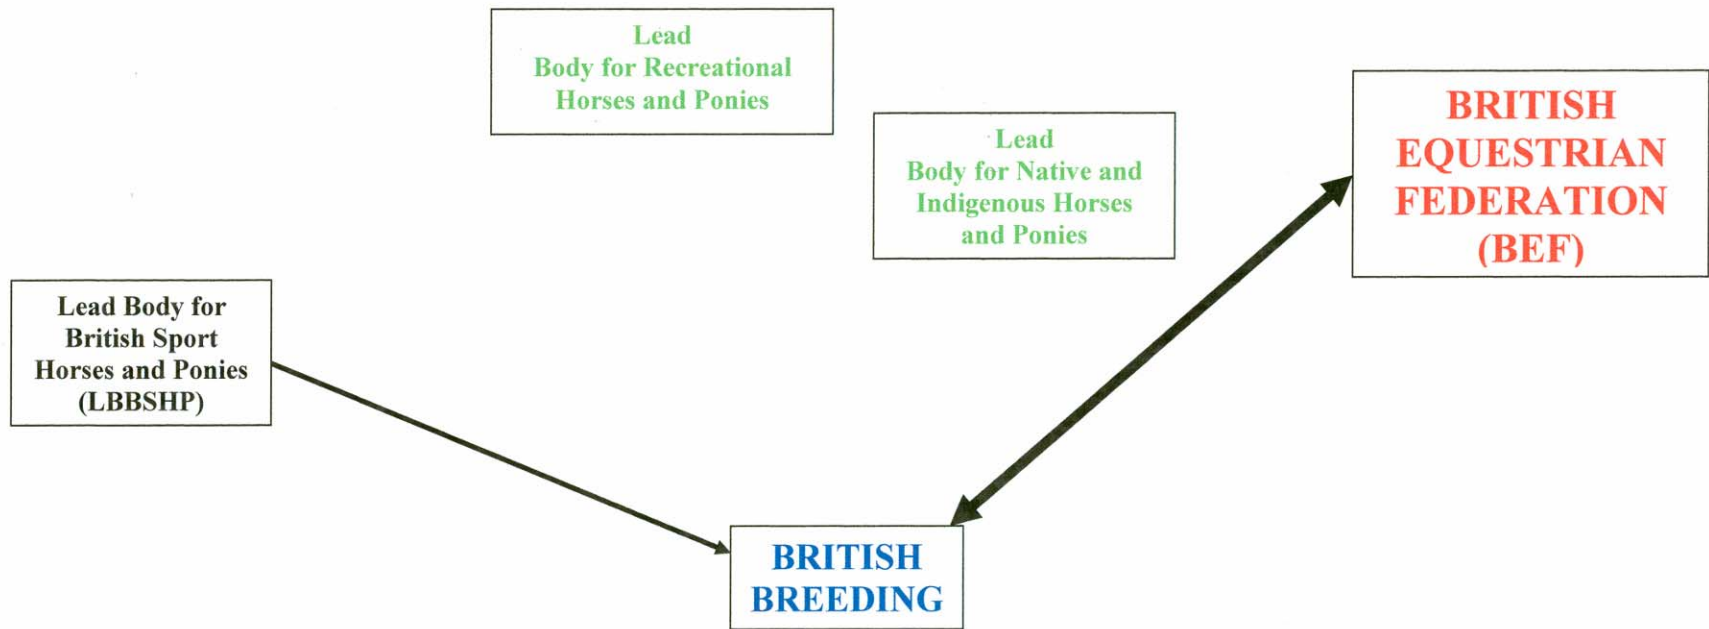 Lead
Body for Recreational
Horses and Ponies
Lead
Body for Native and
Indigenous Horses
and Ponies
BRITISH
EQUESTRIAN
FEDERATION
(BEF)
Lead Body for
British Sport
Horses and Ponies
(LBBSHP)
BRITISH
BREEDING